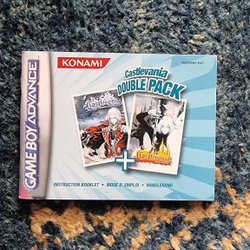 GAME BOY ADVANCE
KONAMI
Castlevania
DOUBLE PACK
+
INSTRUCTION BOOKLET • MODE D'EMPLOI • HANDLEIDING